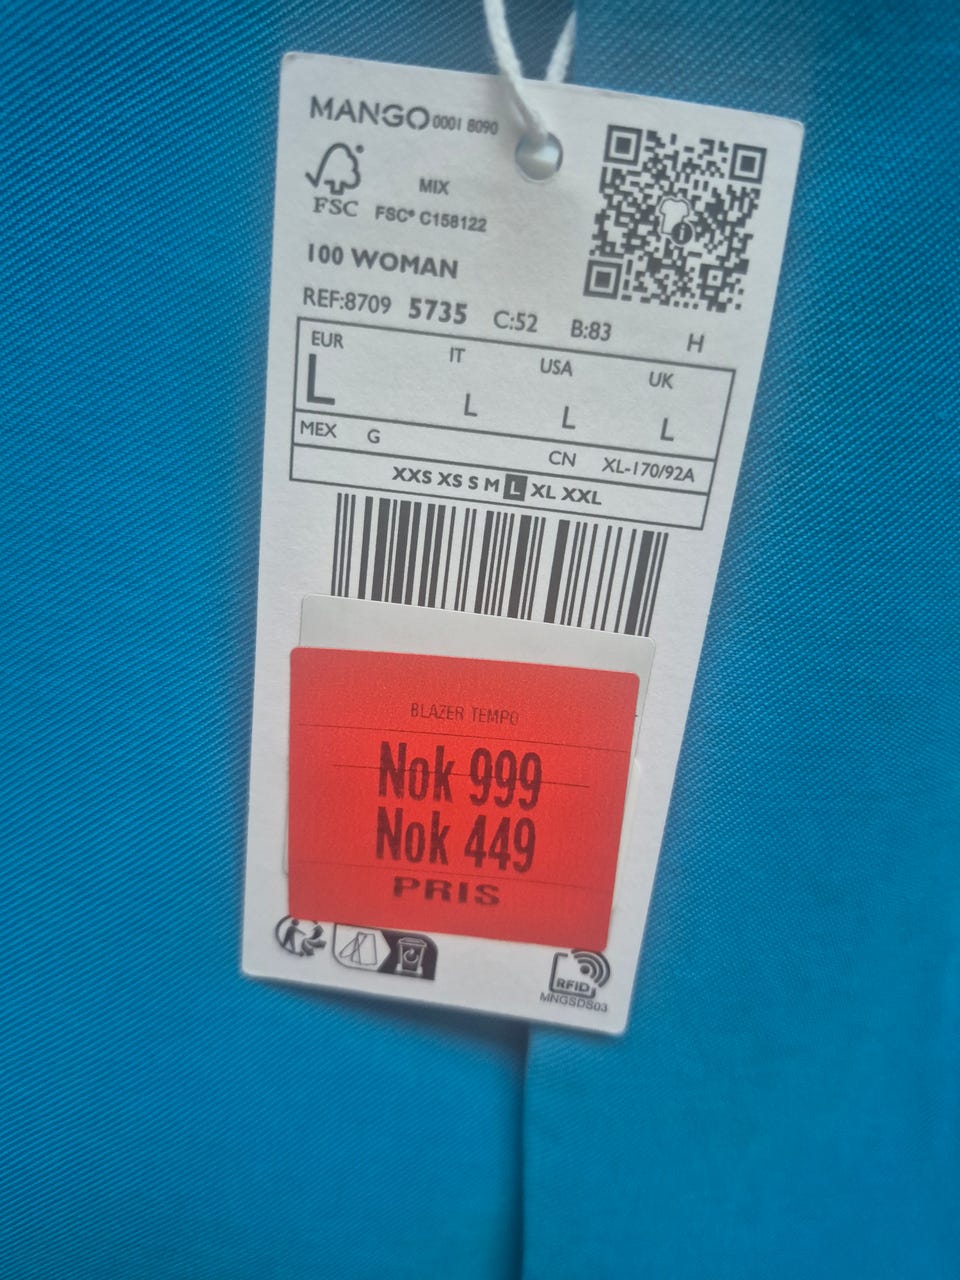 MANGO 0001 8090
FSC
MIX
FSC® C158122
100 WOMAN
REF:8709 5735 C:52 B:83 H
EUR IT USA UK
L L L L
MEX G CN XL-170/92A
XXS XS S M L XL XXL
BLAZER TEMPO
Nok 999
Nok 449
PRIS
RFID
MNGSDS03